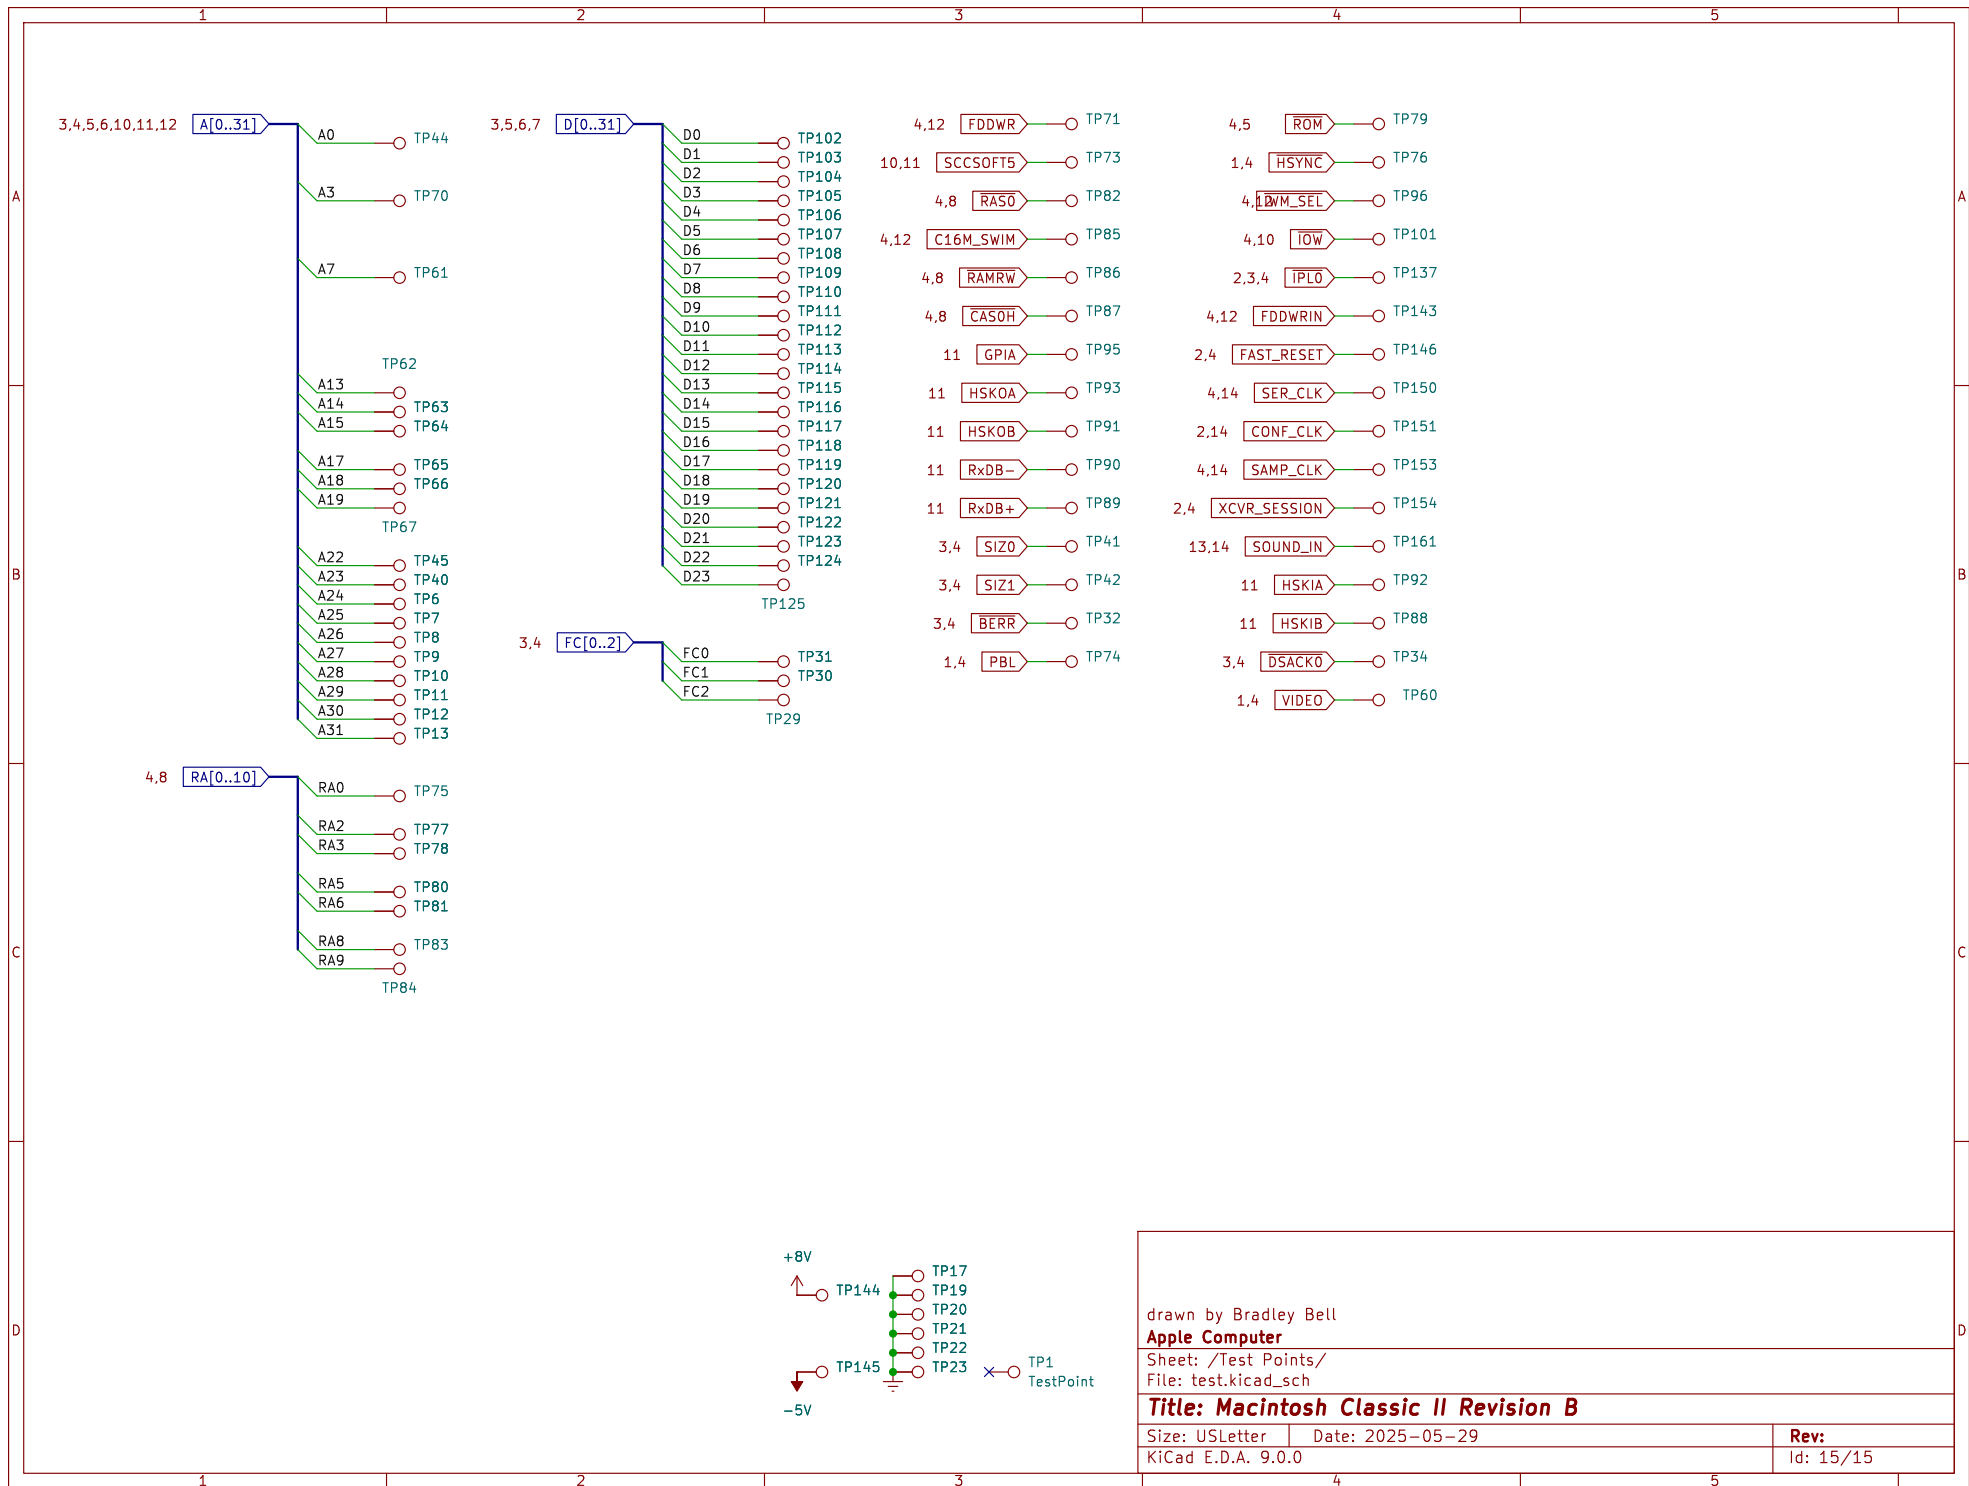 1 2 3 4 5
A
B
C
D
3,4,5,6,10,11,12 A[0..31]
A0 TP44
A3 TP70
A7 TP61
TP62
A13
A14 TP63
A15 TP64
A17 TP65
A18 TP66
A19
TP67
A22 TP45
A23 TP40
A24 TP6
A25 TP7
A26 TP8
A27 TP9
A28 TP10
A29 TP11
A30 TP12
A31 TP13
4,8 RA[0..10]
RA0 TP75
RA2 TP77
RA3 TP78
RA5 TP80
RA6 TP81
RA8 TP83
RA9
TP84
3,5,6,7 D[0..31]
D0 TP102
D1 TP103
D2 TP104
D3 TP105
D4 TP106
D5 TP107
D6 TP108
D7 TP109
D8 TP110
D9 TP111
D10 TP112
D11 TP113
D12 TP114
D13 TP115
D14 TP116
D15 TP117
D16 TP118
D17 TP119
D18 TP120
D19 TP121
D20 TP122
D21 TP123
D22 TP124
D23
TP125
3,4 FC[0..2]
FC0 TP31
FC1 TP30
FC2
TP29
4,12 FDDWR TP71
10,11 SCCSOFT5 TP73
4,8 RAS0 TP82
4,12 C16M_SWIM TP85
4,8 RAMRW TP86
4,8 CAS0H TP87
11 GPIA TP95
11 HSKOA TP93
11 HSKOB TP91
11 RxDB− TP90
11 RxDB+ TP89
3,4 SIZ0 TP41
3,4 SIZ1 TP42
3,4 BERR TP32
1,4 PBL TP74
4,5 ROM TP79
1,4 HSYNC TP76
4,12 IWM_SEL TP96
4,10 IOW TP101
2,3,4 IPL0 TP137
4,12 FDDWRIN TP143
2,4 FAST_RESET TP146
4,14 SER_CLK TP150
2,14 CONF_CLK TP151
4,14 SAMP_CLK TP153
2,4 XCVR_SESSION TP154
13,14 SOUND_IN TP161
11 HSKIA TP92
11 HSKIB TP88
3,4 DSACK0 TP34
1,4 VIDEO TP60
+8V
TP144
TP145
−5V
TP17
TP19
TP20
TP21
TP22
TP23
TP1
TestPoint
drawn by Bradley Bell
Apple Computer
Sheet: /Test Points/
File: test.kicad_sch
Title: Macintosh Classic II Revision B
Size: USLetter Date: 2025−05−29 Rev:
KiCad E.D.A. 9.0.0 Id: 15/15
A
B
C
D
1 2 3 4 5